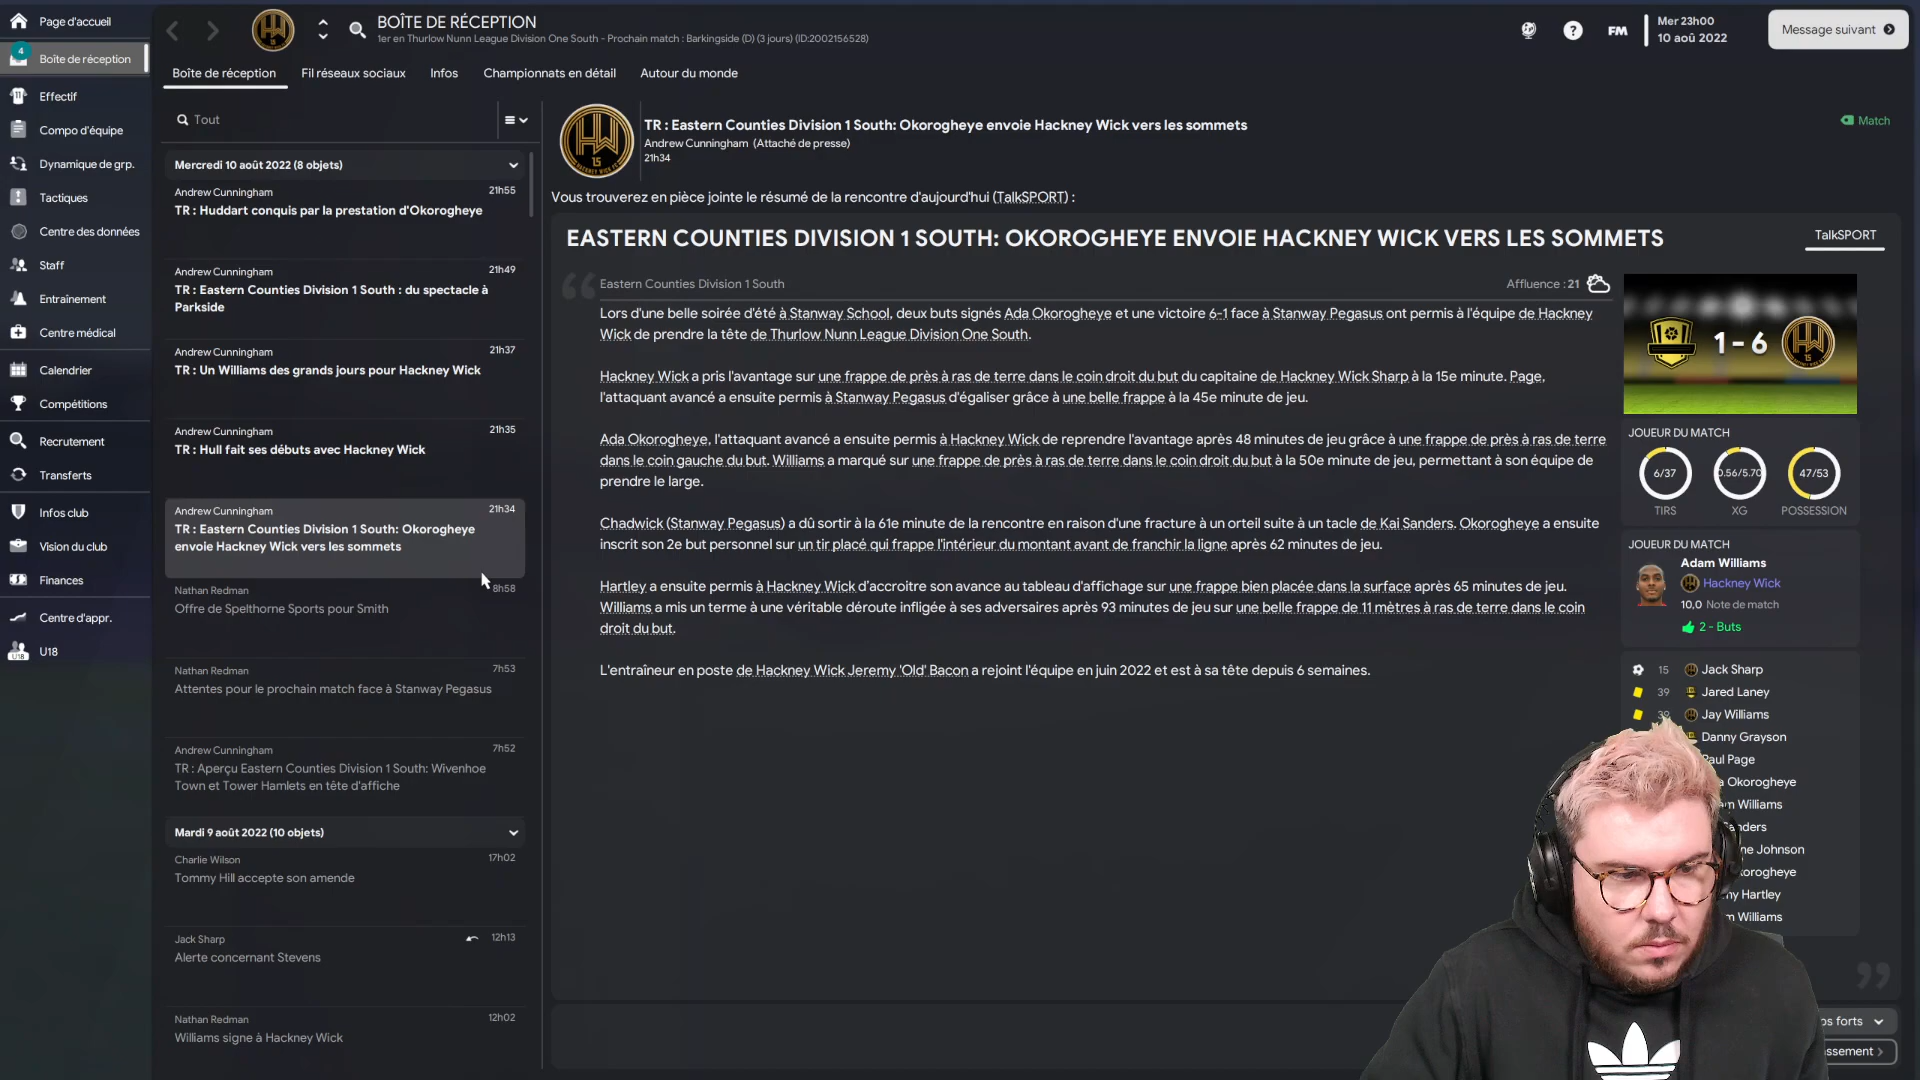 Page d'accueil
4
Boîte de réception
Effectif
Compo d'équipe
Dynamique de grp.
Tactiques
Centre des données
Staff
Entraînement
Centre médical
Calendrier
Compétitions
Recrutement
Transferts
Infos club
Vision du club
Finances
Centre d'appr.
U18
U18
BOÎTE DE RÉCEPTION
1er en Thurlow Nunn League Division One South - Prochain match : Barkingside (D) (3 jours) (ID:2002156528)
FM
Mer 23h00
10 aoû 2022
Message suivant
Boîte de réception
Fil réseaux sociaux
Infos
Championnats en détail
Autour du monde
Tout
Mercredi 10 août 2022 (8 objets)
Andrew Cunningham 21h55
TR : Huddart conquis par la prestation d'Okorogheye
Andrew Cunningham 21h49
TR : Eastern Counties Division 1 South : du spectacle à
Parkside
Andrew Cunningham 21h37
TR : Un Williams des grands jours pour Hackney Wick
Andrew Cunningham 21h35
TR : Hull fait ses débuts avec Hackney Wick
Andrew Cunningham 21h34
TR : Eastern Counties Division 1 South: Okorogheye
envoie Hackney Wick vers les sommets
Nathan Redman 8h58
Offre de Spelthorne Sports pour Smith
Nathan Redman 7h53
Attentes pour le prochain match face à Stanway Pegasus
Andrew Cunningham 7h52
TR : Aperçu Eastern Counties Division 1 South: Wivenhoe
Town et Tower Hamlets en tête d'affiche
Mardi 9 août 2022 (10 objets)
Charlie Wilson 17h02
Tommy Hill accepte son amende
Jack Sharp 12h13
Alerte concernant Stevens
Nathan Redman 12h02
Williams signe à Hackney Wick
TR : Eastern Counties Division 1 South: Okorogheye envoie Hackney Wick vers les sommets
Andrew Cunningham (Attaché de presse)
21h34
Match
Vous trouverez en pièce jointe le résumé de la rencontre d'aujourd'hui (TalkSPORT) :
EASTERN COUNTIES DIVISION 1 SOUTH: OKOROGHEYE ENVOIE HACKNEY WICK VERS LES SOMMETS
TalkSPORT
Eastern Counties Division 1 South
Affluence : 21
Lors d'une belle soirée d'été à Stanway School, deux buts signés Ada Okorogheye et une victoire 6-1 face à Stanway Pegasus ont permis à l'équipe de Hackney
Wick de prendre la tête de Thurlow Nunn League Division One South.
Hackney Wick a pris l'avantage sur une frappe de près à ras de terre dans le coin droit du but du capitaine de Hackney Wick Sharp à la 15e minute. Page,
l'attaquant avancé a ensuite permis à Stanway Pegasus d'égaliser grâce à une belle frappe à la 45e minute de jeu.
Ada Okorogheye, l'attaquant avancé a ensuite permis à Hackney Wick de reprendre l'avantage après 48 minutes de jeu grâce à une frappe de près à ras de terre
dans le coin gauche du but. Williams a marqué sur une frappe de près à ras de terre dans le coin droit du but à la 50e minute de jeu, permettant à son équipe de
prendre le large.
Chadwick (Stanway Pegasus) a dû sortir à la 61e minute de la rencontre en raison d'une fracture à un orteil suite à un tacle de Kai Sanders. Okorogheye a ensuite
inscrit son 2e but personnel sur un tir placé qui frappe l'intérieur du montant avant de franchir la ligne après 62 minutes de jeu.
Hartley a ensuite permis à Hackney Wick d'accroitre son avance au tableau d'affichage sur une frappe bien placée dans la surface après 65 minutes de jeu.
Williams a mis un terme à une véritable déroute infligée à ses adversaires après 93 minutes de jeu sur une belle frappe de 11 mètres à ras de terre dans le coin
droit du but.
L'entraîneur en poste de Hackney Wick Jeremy 'Old' Bacon a rejoint l'équipe en juin 2022 et est à sa tête depuis 6 semaines.
1 - 6
JOUEUR DU MATCH
6/37
0.56/5.70
47/53
TIRS
XG
POSSESSION
JOUEUR DU MATCH
Adam Williams
Hackney Wick
10,0 Note de match
2 - Buts
15 Jack Sharp
39 Jared Laney
39 Jay Williams
Danny Grayson
Paul Page
Okorogheye
Williams
Johnson
Hartley
Williams